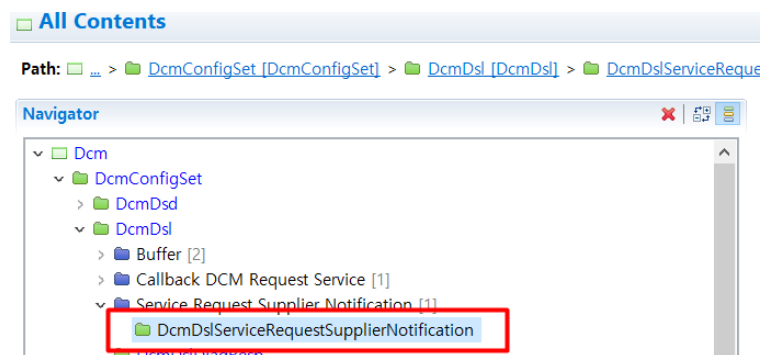 All Contents
Path: ... > DcmConfigSet [DcmConfigSet] > DcmDsl [DcmDsl] > DcmDslServiceReque
Navigator
Dcm
DcmConfigSet
DcmDsd
DcmDsl
Buffer [2]
Callback DCM Request Service [1]
Service Request Supplier Notification [1]
DcmDslServiceRequestSupplierNotification